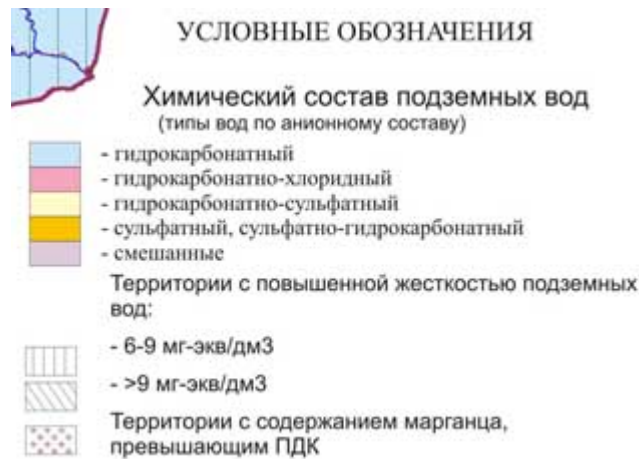 УСЛОВНЫЕ ОБОЗНАЧЕНИЯ
Химический состав подземных вод
(типы вод по анионному составу)
- гидрокарбонатный
- гидрокарбонатно-хлоридный
- гидрокарбонатно-сульфатный
- сульфатный, сульфатно-гидрокарбонатный
- смешанные
Территории с повышенной жесткостью подземных
вод:
- 6-9 мг-экв/дм3
- >9 мг-экв/дм3
Территории с содержанием марганца,
превышающим ПДК